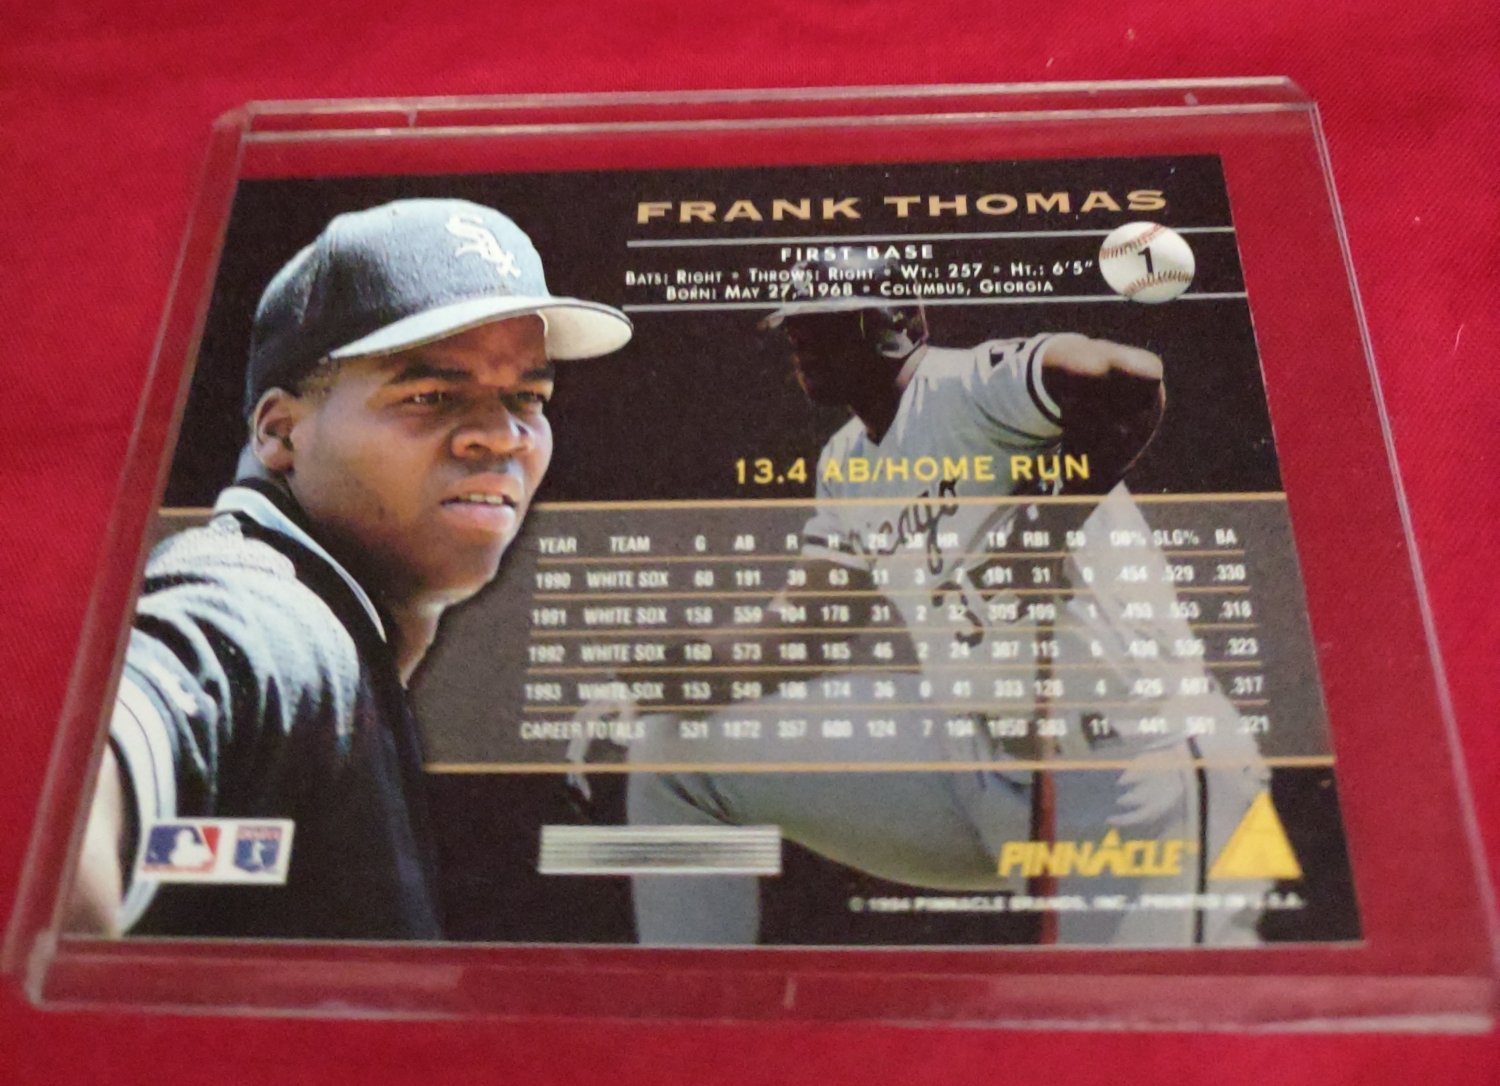 Sox
FRANK THOMAS
FIRST BASE
BATS: RIGHT • THROWS: RIGHT • WT.: 257 • HT.: 6'5"
BORN: MAY 27, 1968 • COLUMBUS, GEORGIA
1
13.4 AB/HOME RUN
Chicago
YEAR TEAM G AB R H 2B 3B HR TB RBI SB OB% SLG% BA
1990 WHITE SOX 60 191 39 63 11 3 7 101 31 0 .454 .529 .330
1991 WHITE SOX 158 559 104 178 31 2 32 309 109 1 .453 .553 .318
1992 WHITE SOX 160 573 108 185 46 2 24 307 115 6 .439 .536 .323
1993 WHITE SOX 153 549 106 174 36 0 41 333 128 4 .426 .607 .317
CAREER TOTALS 531 1872 357 600 124 7 104 1050 383 11 .441 .561 .321
PINNACLE
© 1994 PINNACLE BRANDS, INC., PRINTED IN U.S.A.